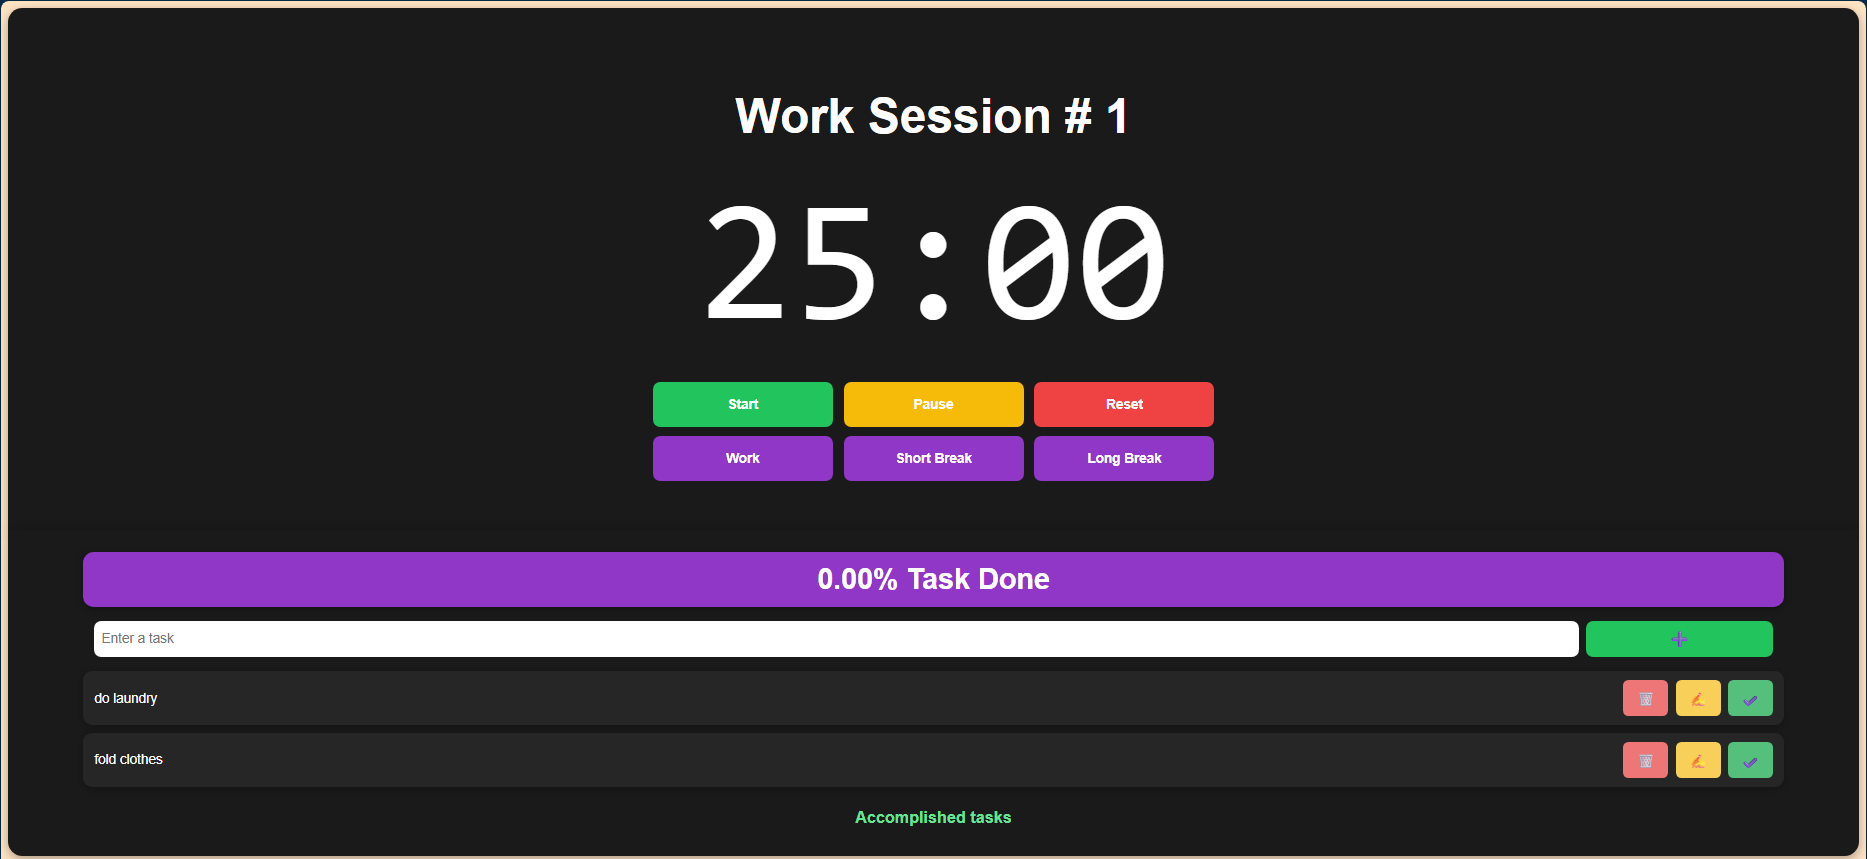 Work Session # 1
25:00
Start Pause Reset
Work Short Break Long Break
0.00% Task Done
Enter a task
do laundry
fold clothes
Accomplished tasks